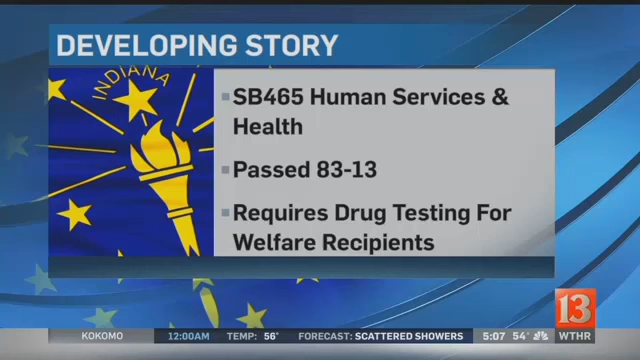 DEVELOPING STORY
INDIANA
SB465 Human Services &
Health
Passed 83-13
Requires Drug Testing For
Welfare Recipients
13
KOKOMO 12:00AM TEMP: 56° FORECAST: SCATTERED SHOWERS 5:07 54° WTHR